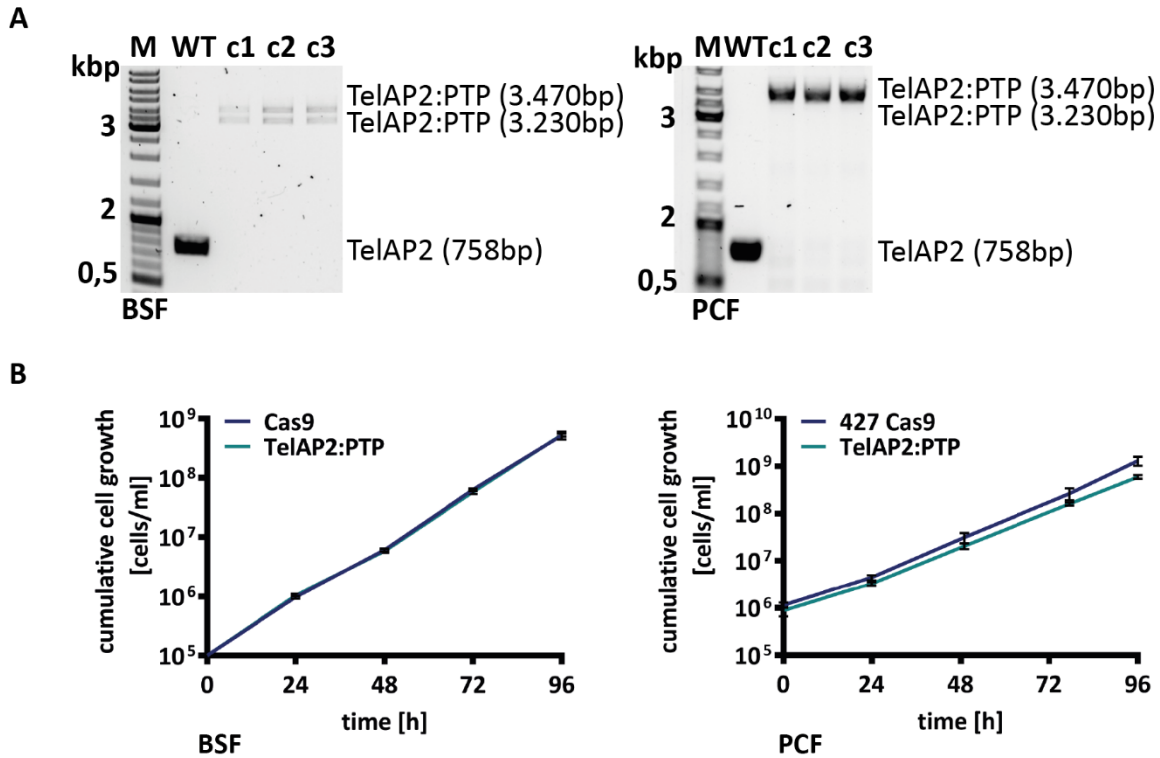 A
M WT c1 c2 c3
kbp
3
2
0,5
BSF
TelAP2:PTP (3.470bp)
TelAP2:PTP (3.230bp)
TelAP2 (758bp)
M WT c1 c2 c3
kbp
3
2
0,5
PCF
TelAP2:PTP (3.470bp)
TelAP2:PTP (3.230bp)
TelAP2 (758bp)
B
cumulative cell growth
[cells/ml]
10⁹
10⁸
10⁷
10⁶
10⁵
Cas9
TelAP2:PTP
0 24 48 72 96
time [h]
BSF
cumulative cell growth
[cells/ml]
10¹⁰
10⁹
10⁸
10⁷
10⁶
10⁵
427 Cas9
TelAP2:PTP
0 24 48 72 96
time [h]
PCF